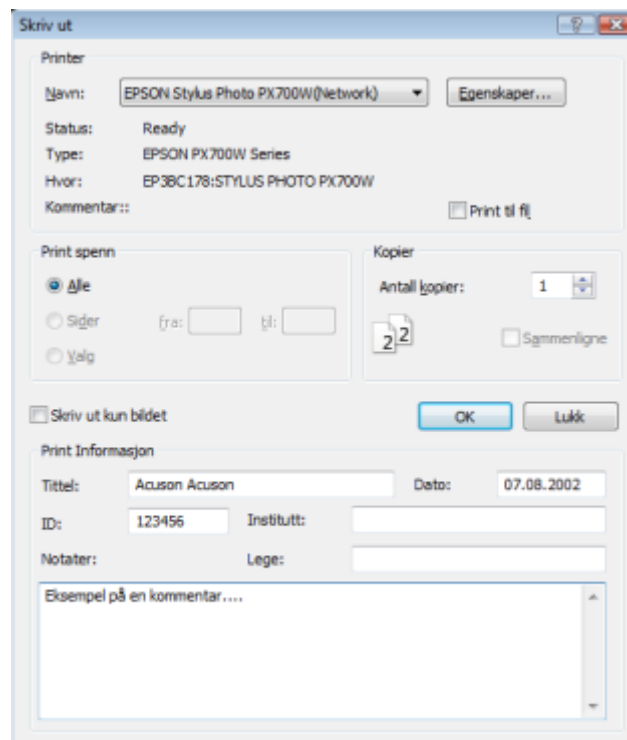 Skriv ut
Printer
Navn: EPSON Stylus Photo PX700W(Network) Egenskaper...
Status: Ready
Type: EPSON PX700W Series
Hvor: EP3BC178:STYLUS PHOTO PX700W
Kommentar:: Print til fil
Print spenn Kopier
Alle Antall kopier: 1
Sider fra: til:
22 Sammenligne
Valg
Skriv ut kun bildet OK Lukk
Print Informasjon
Tittel: Acuson Acuson Dato: 07.08.2002
ID: 123456 Institutt:
Notater: Lege:
Eksempel på en kommentar....